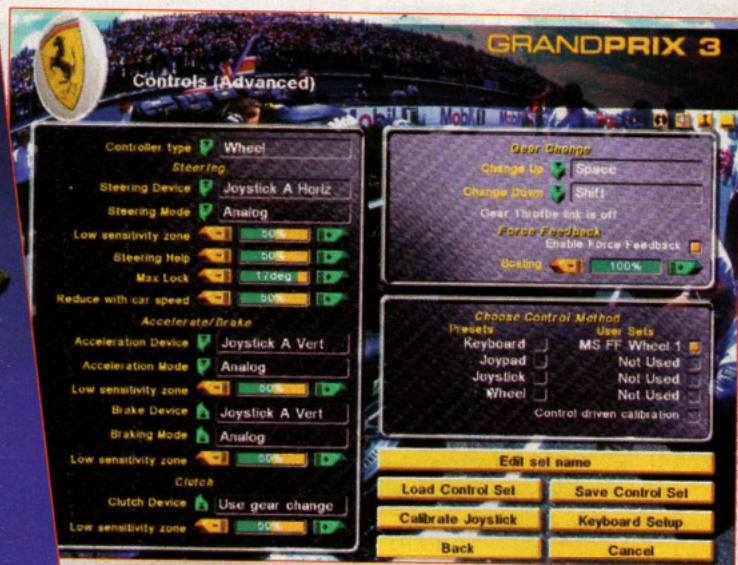 GRANDPRIX 3
Controls (Advanced)
Mobil
Controller type Wheel
Steering
Steering Device Joystick A Horiz
Steering Mode Analog
Low sensitivity zone 50%
Steering Help 50%
Max Lock 17deg
Reduce with car speed 50%
Accelerate/Brake
Acceleration Device Joystick A Vert
Acceleration Mode Analog
Low sensitivity zone 50%
Brake Device Joystick A Vert
Braking Mode Analog
Low sensitivity zone 50%
Clutch
Clutch Device Use gear change
Low sensitivity zone 50%
Gear Change
Change Up Space
Change Down Shift
Gear Throttle link is off
Force Feedback
Enable Force Feedback
Scaling 100%
Choose Control Method
Presets User Sets
Keyboard MS FF Wheel 1
Joypad Not Used
Joystick Not Used
Wheel Not Used
Control driven calibration
Edit set name
Load Control Set Save Control Set
Calibrate Joystick Keyboard Setup
Back Cancel